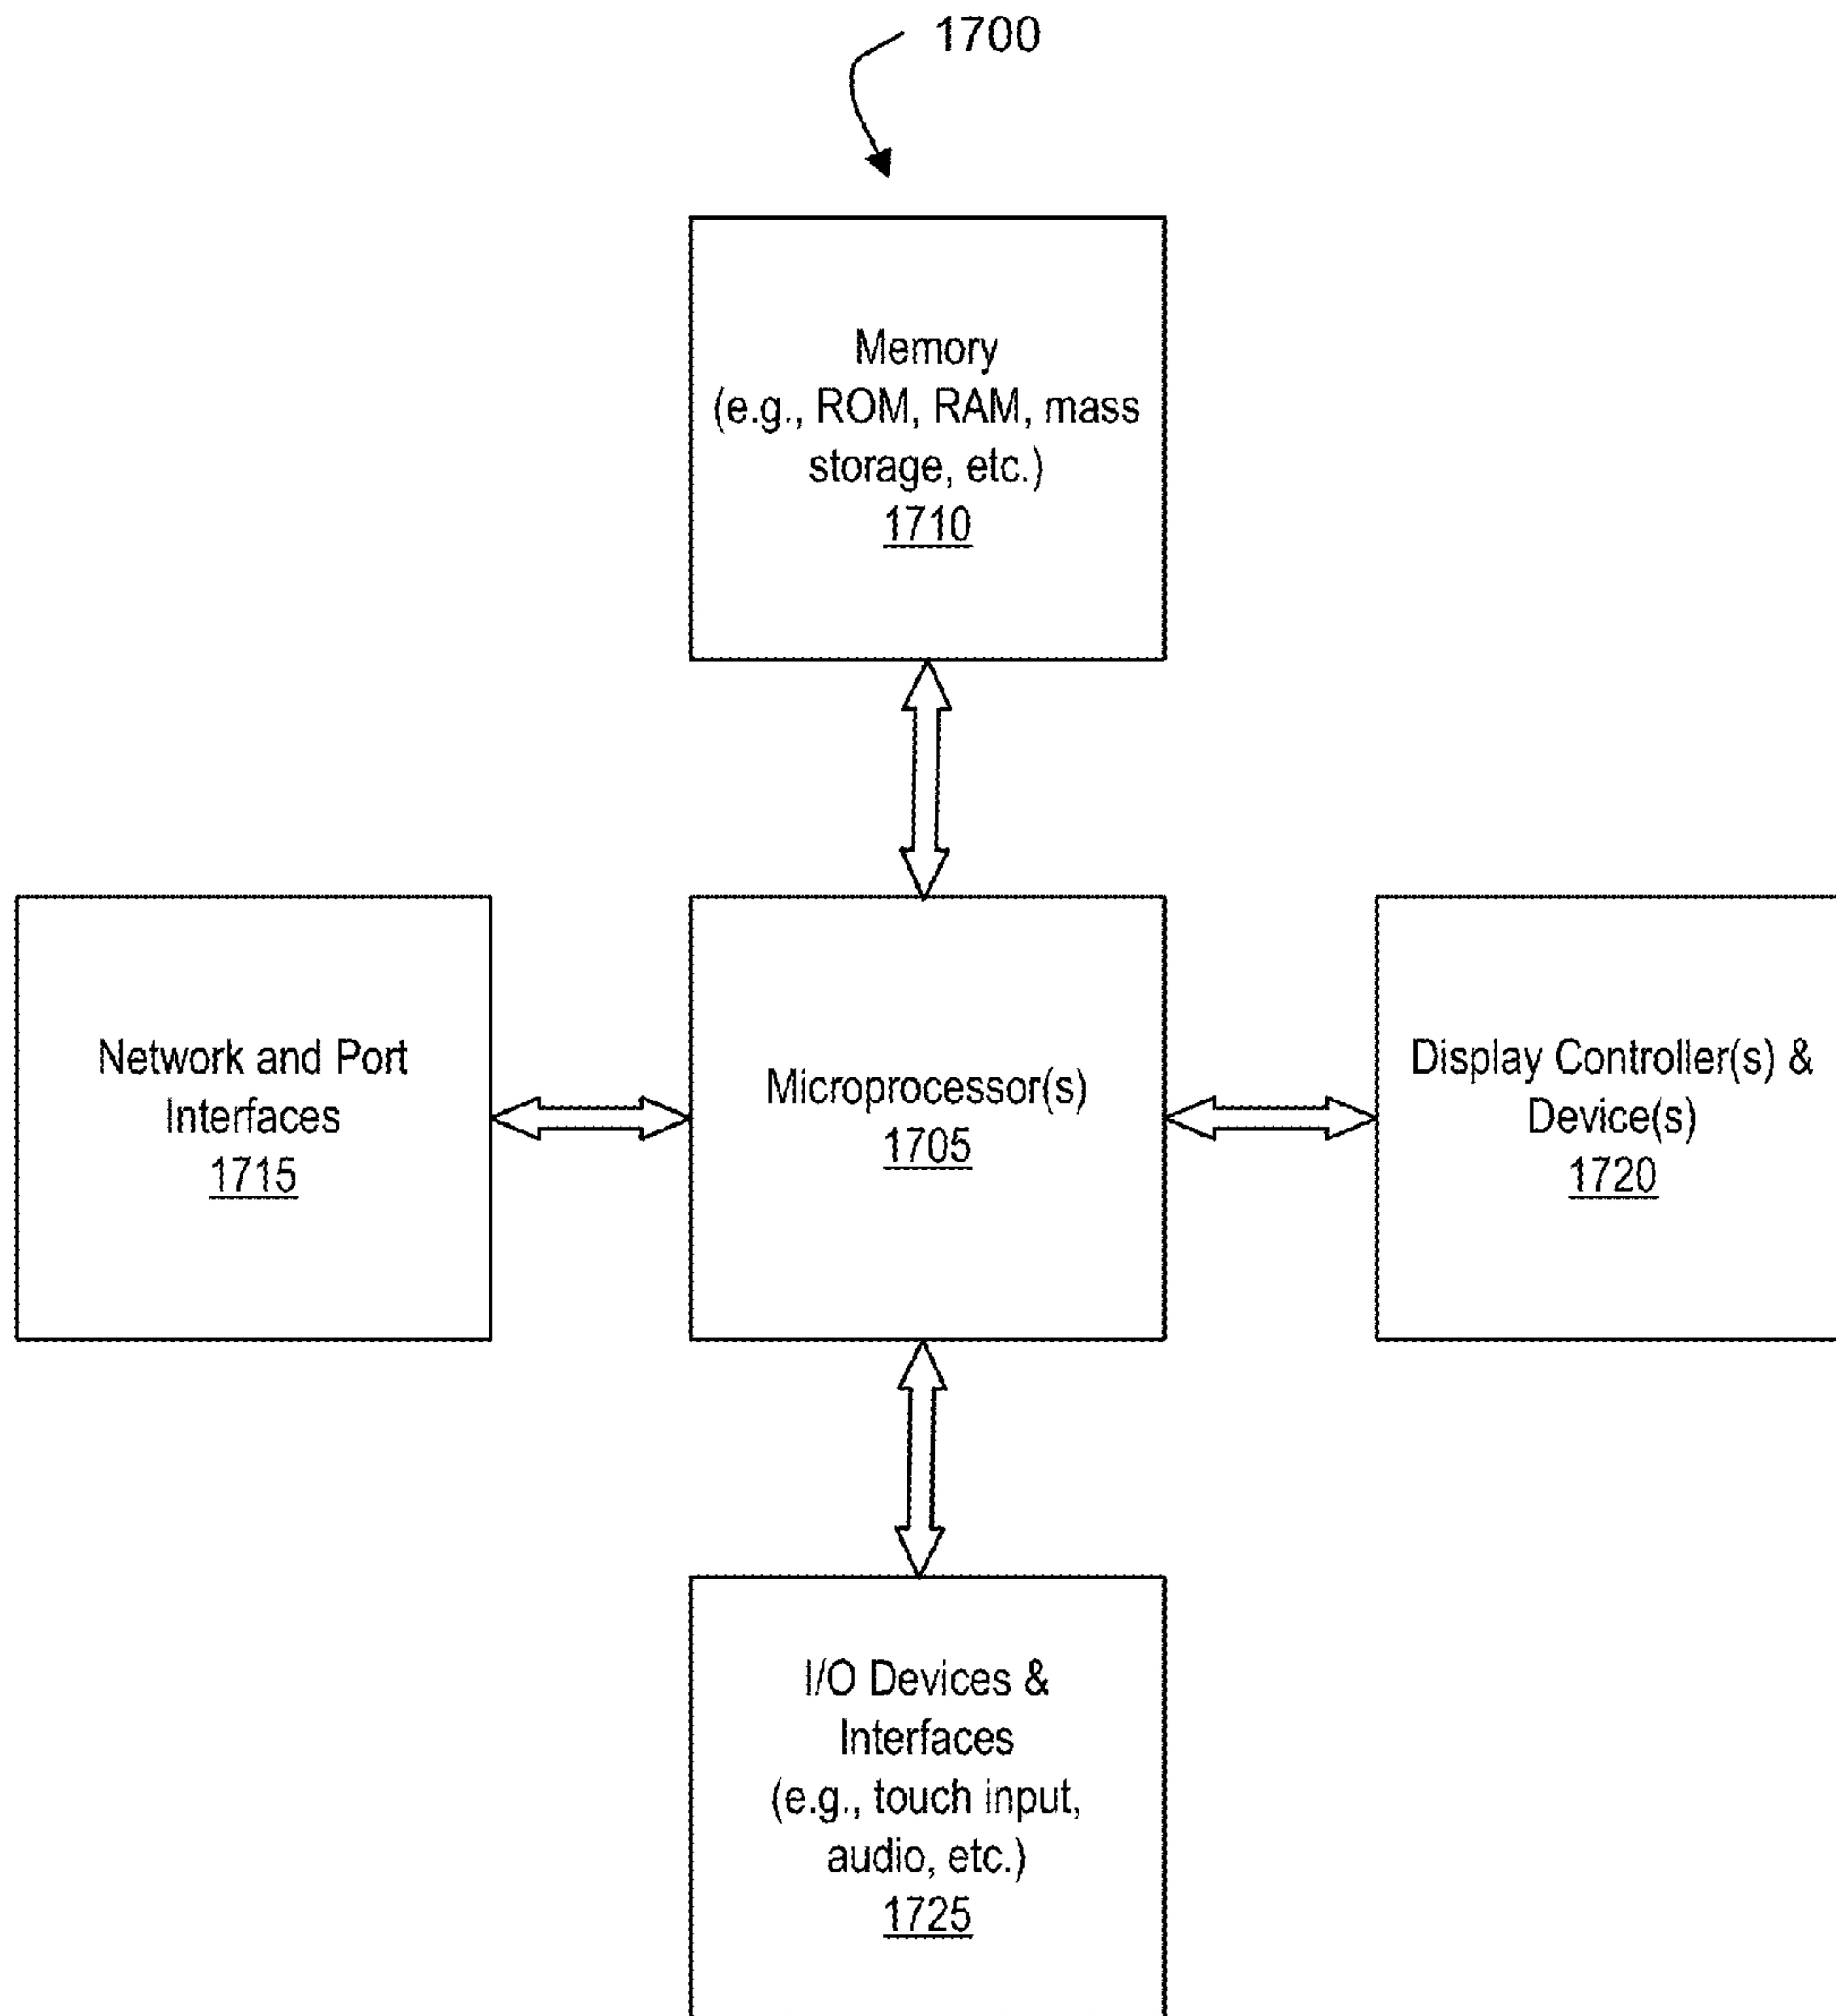 1700
Memory
(e.g., ROM, RAM, mass
storage, etc.)
1710
Network and Port
Interfaces
1715
Microprocessor(s)
1705
Display Controller(s) &
Device(s)
1720
I/O Devices &
Interfaces
(e.g., touch input,
audio, etc.)
1725